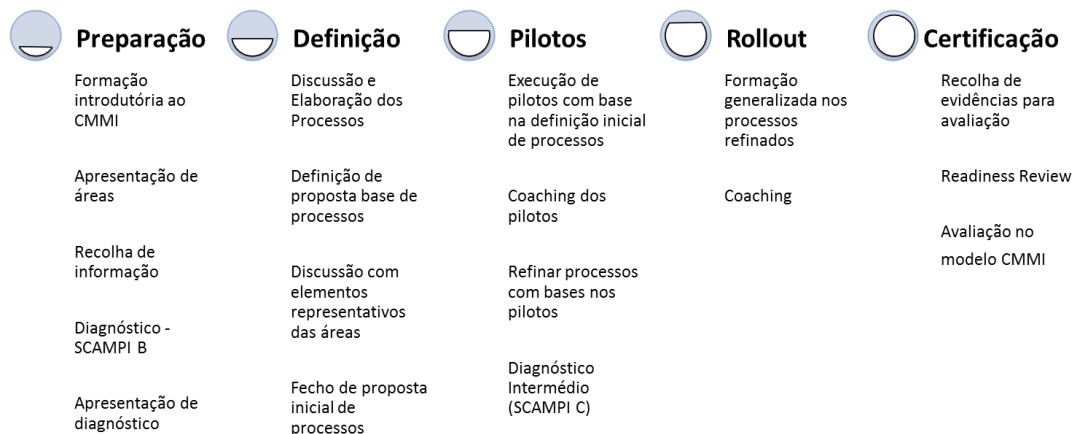 Preparação
Formação
introdutória ao
CMMI
Apresentação de
áreas
Recolha de
informação
Diagnóstico -
SCAMPI B
Apresentação de
diagnóstico
Definição
Discussão e
Elaboração dos
Processos
Definição de
proposta base de
processos
Discussão com
elementos
representativos
das áreas
Fecho de proposta
inicial de
processos
Pilotos
Execução de
pilotos com base
na definição inicial
de processos
Coaching dos
pilotos
Refinar processos
com bases nos
pilotos
Diagnóstico
Intermédio
(SCAMPI C)
Rollout
Formação
generalizada nos
processos
refinados
Coaching
Certificação
Recolha de
evidências para
avaliação
Readiness Review
Avaliação no
modelo CMMI